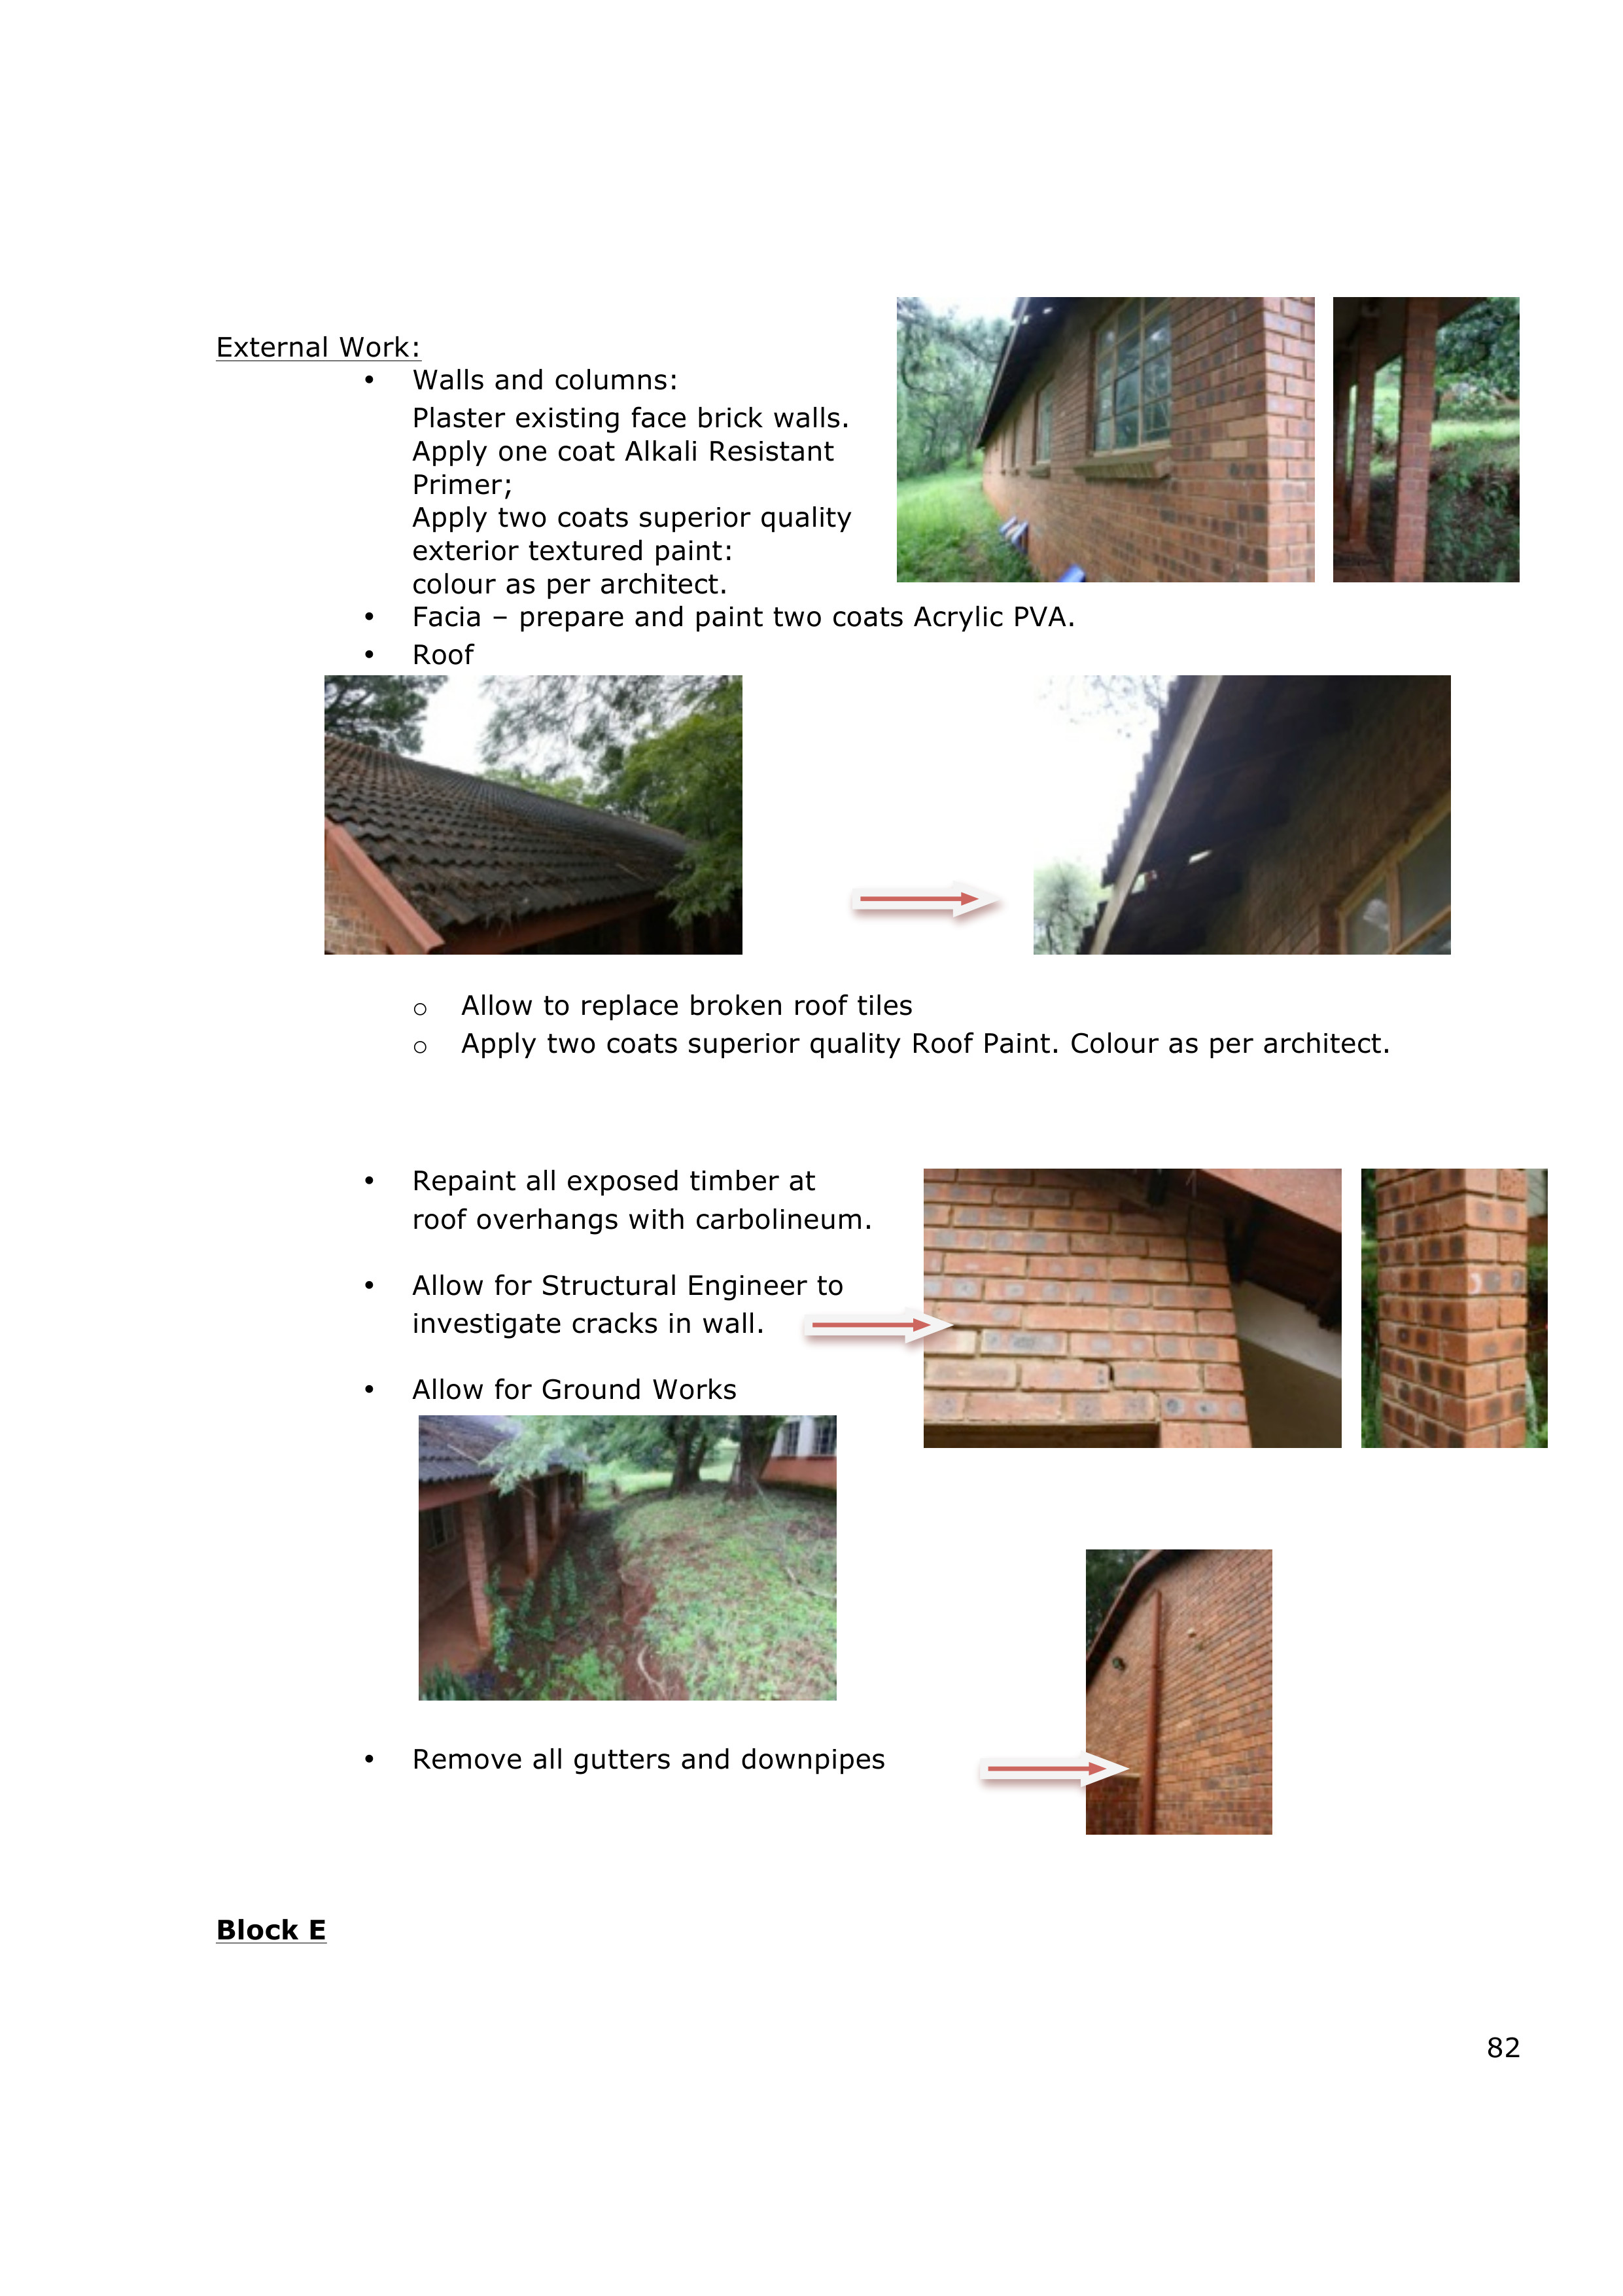 External Work:
• Walls and columns:
Plaster existing face brick walls.
Apply one coat Alkali Resistant
Primer;
Apply two coats superior quality
exterior textured paint:
colour as per architect.
• Facia – prepare and paint two coats Acrylic PVA.
• Roof
o Allow to replace broken roof tiles
o Apply two coats superior quality Roof Paint. Colour as per architect.
• Repaint all exposed timber at
roof overhangs with carbolineum.
• Allow for Structural Engineer to
investigate cracks in wall.
• Allow for Ground Works
• Remove all gutters and downpipes
Block E
82